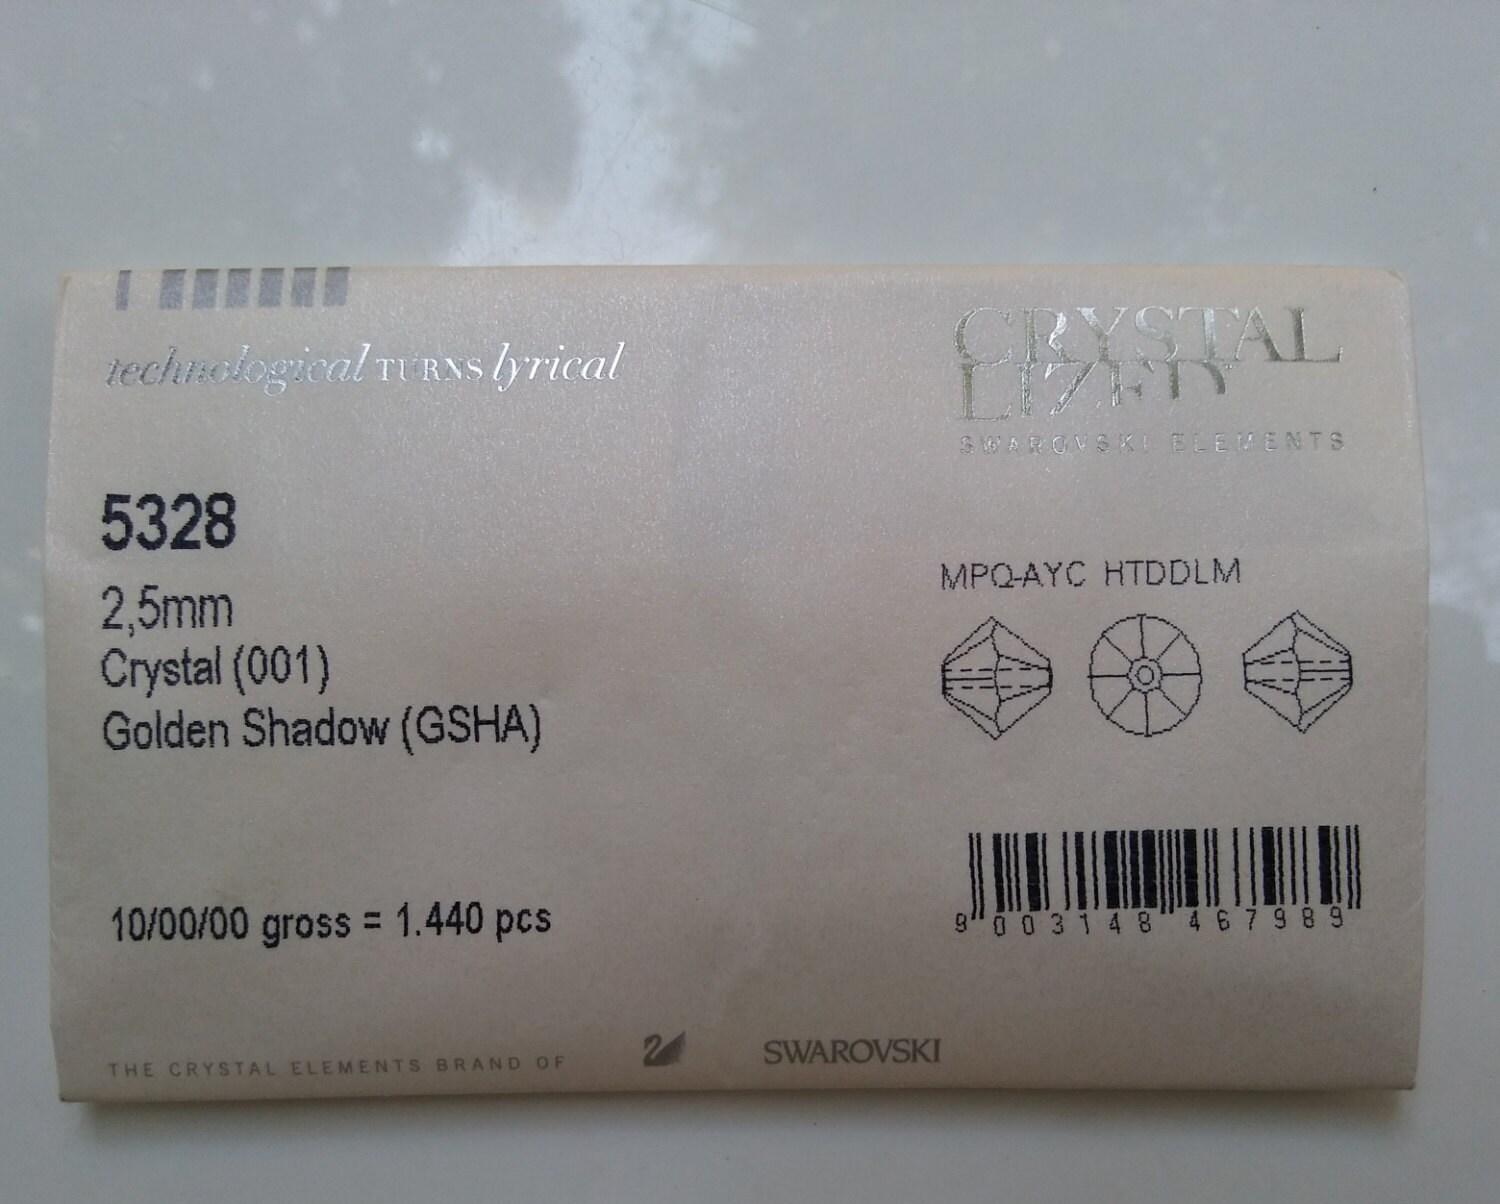 technological TURNS lyrical
CRYSTAL
LIZED
SWAROVSKI ELEMENTS
5328
2,5mm
Crystal (001)
Golden Shadow (GSHA)
MPQ-AYC HTDDLM
10/00/00 gross = 1.440 pcs
9 003148 467989
THE CRYSTAL ELEMENTS BRAND OF
SWAROVSKI